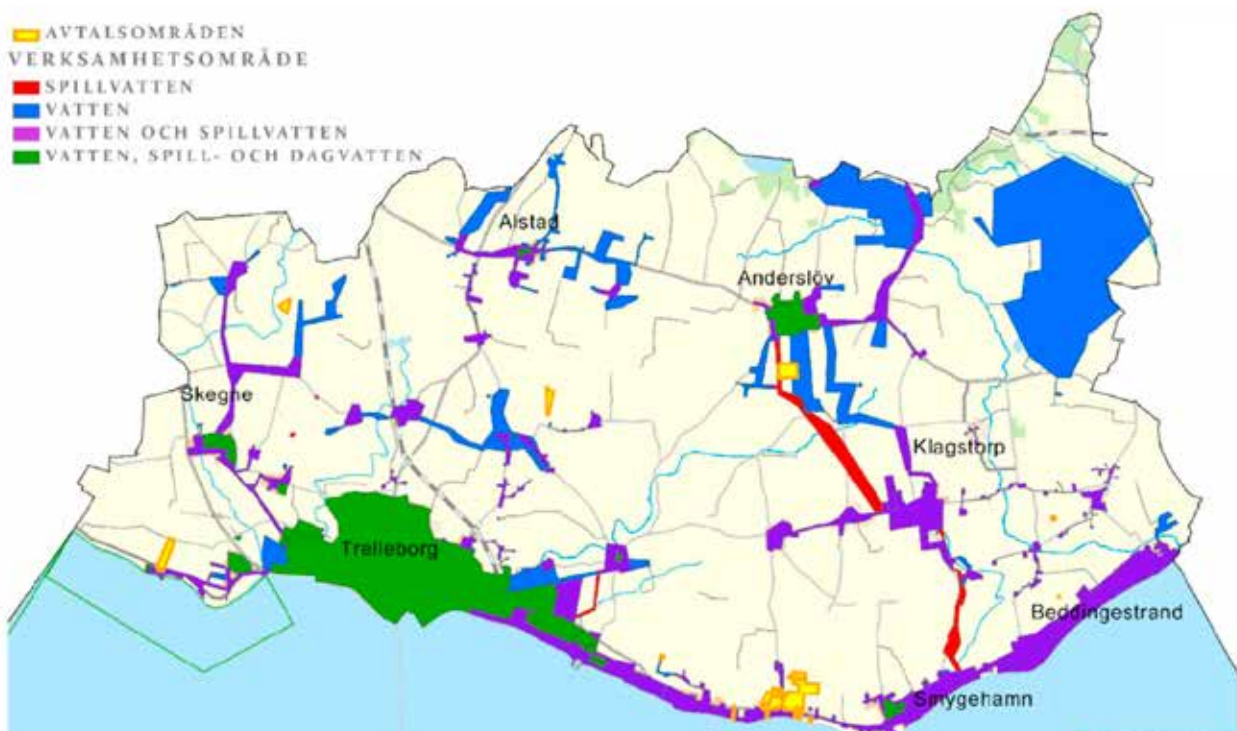 AVTALSOMRÅDEN
VERKSAMHETSOMRÅDE
SPILLVATTEN
VATTEN
VATTEN OCH SPILLVATTEN
VATTEN, SPILL- OCH DAGVATTEN
Alstad
Anderslöv
Skegrie
Klagstorp
Trelleborg
Beddingestrand
Smygehamn